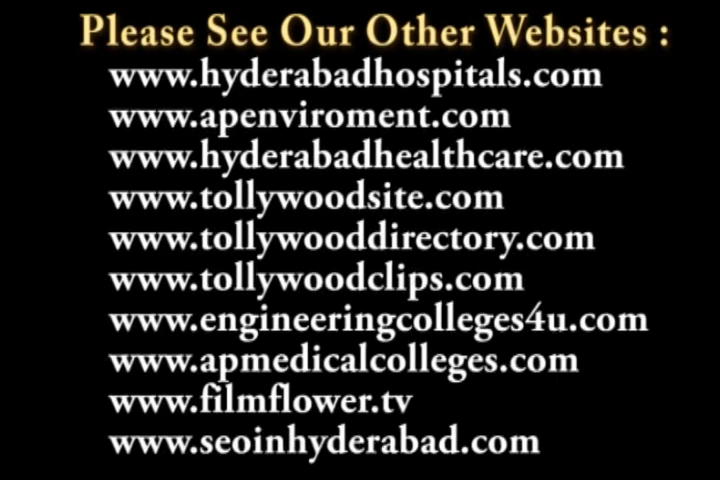 Please See Our Other Websites :
www.hyderabadhospitals.com
www.apenviroment.com
www.hyderabadhealthcare.com
www.tollywoodsite.com
www.tollywooddirectory.com
www.tollywoodclips.com
www.engineeringcolleges4u.com
www.apmedicalcolleges.com
www.filmflower.tv
www.seoinhyderabad.com